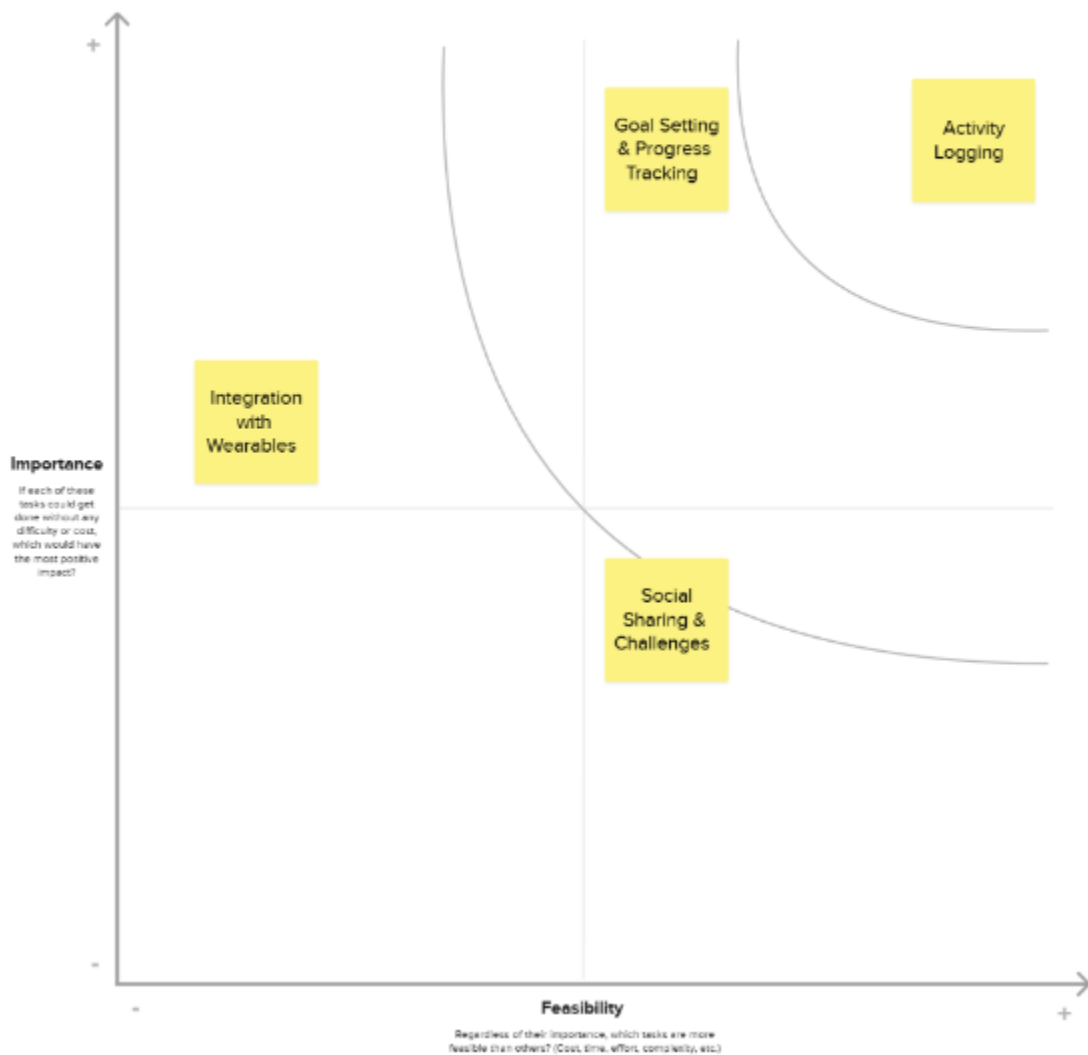 +
Goal Setting
& Progress
Tracking
Activity
Logging
Integration
with
Wearables
Importance
If each of these
tasks could get
done without any
difficulty or cost,
which would have
the most positive
impact?
Social
Sharing &
Challenges
-
-
Feasibility
+
Regardless of their importance, which tasks are more
feasible than others? (Cost, time, effort, complexity, etc.)